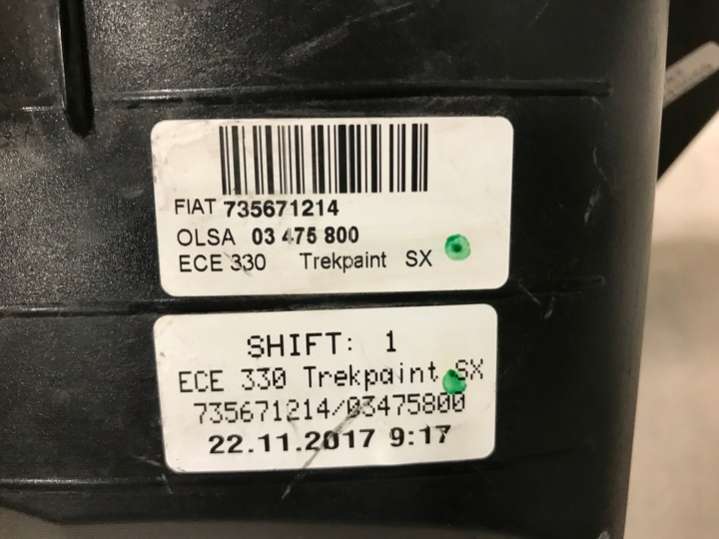 FIAT 735671214
OLSA 03 475 800
ECE 330 Trekpaint SX
SHIFT: 1
ECE 330 Trekpaint SX
735671214/03475800
22.11.2017 9:17